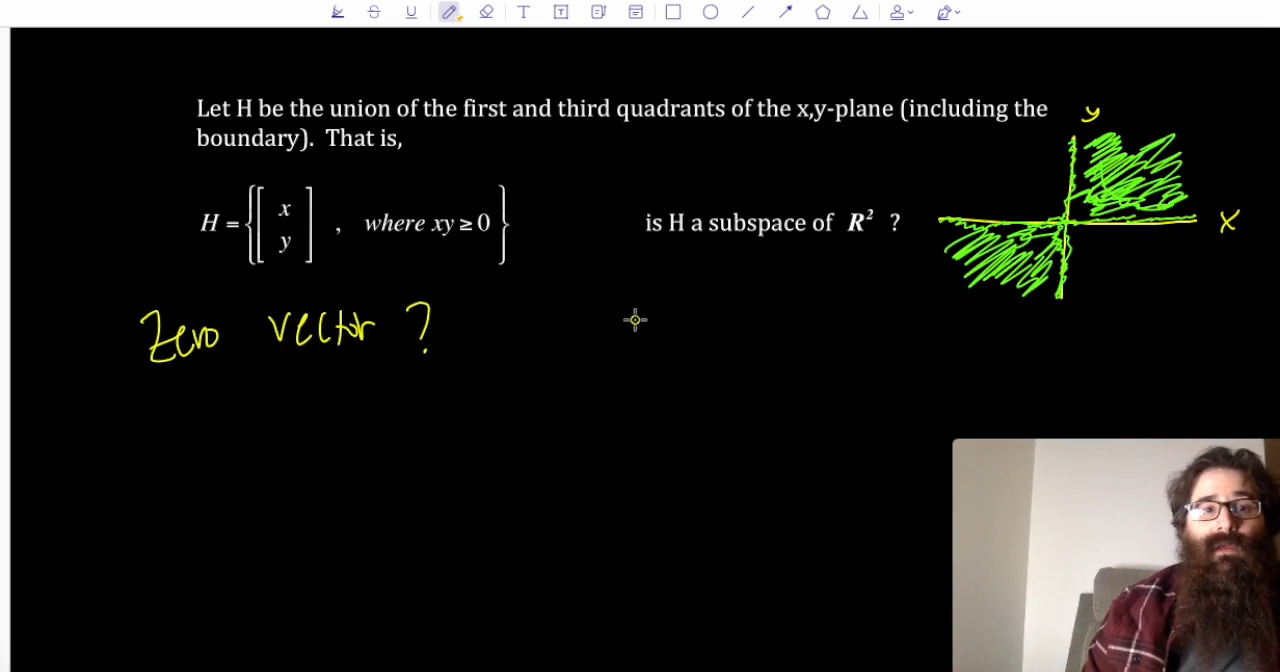 Let H be the union of the first and third quadrants of the x,y-plane (including the
boundary). That is,
H = {[x y] , where xy ≥ 0} is H a subspace of R² ?
y
x
Zero vector ?